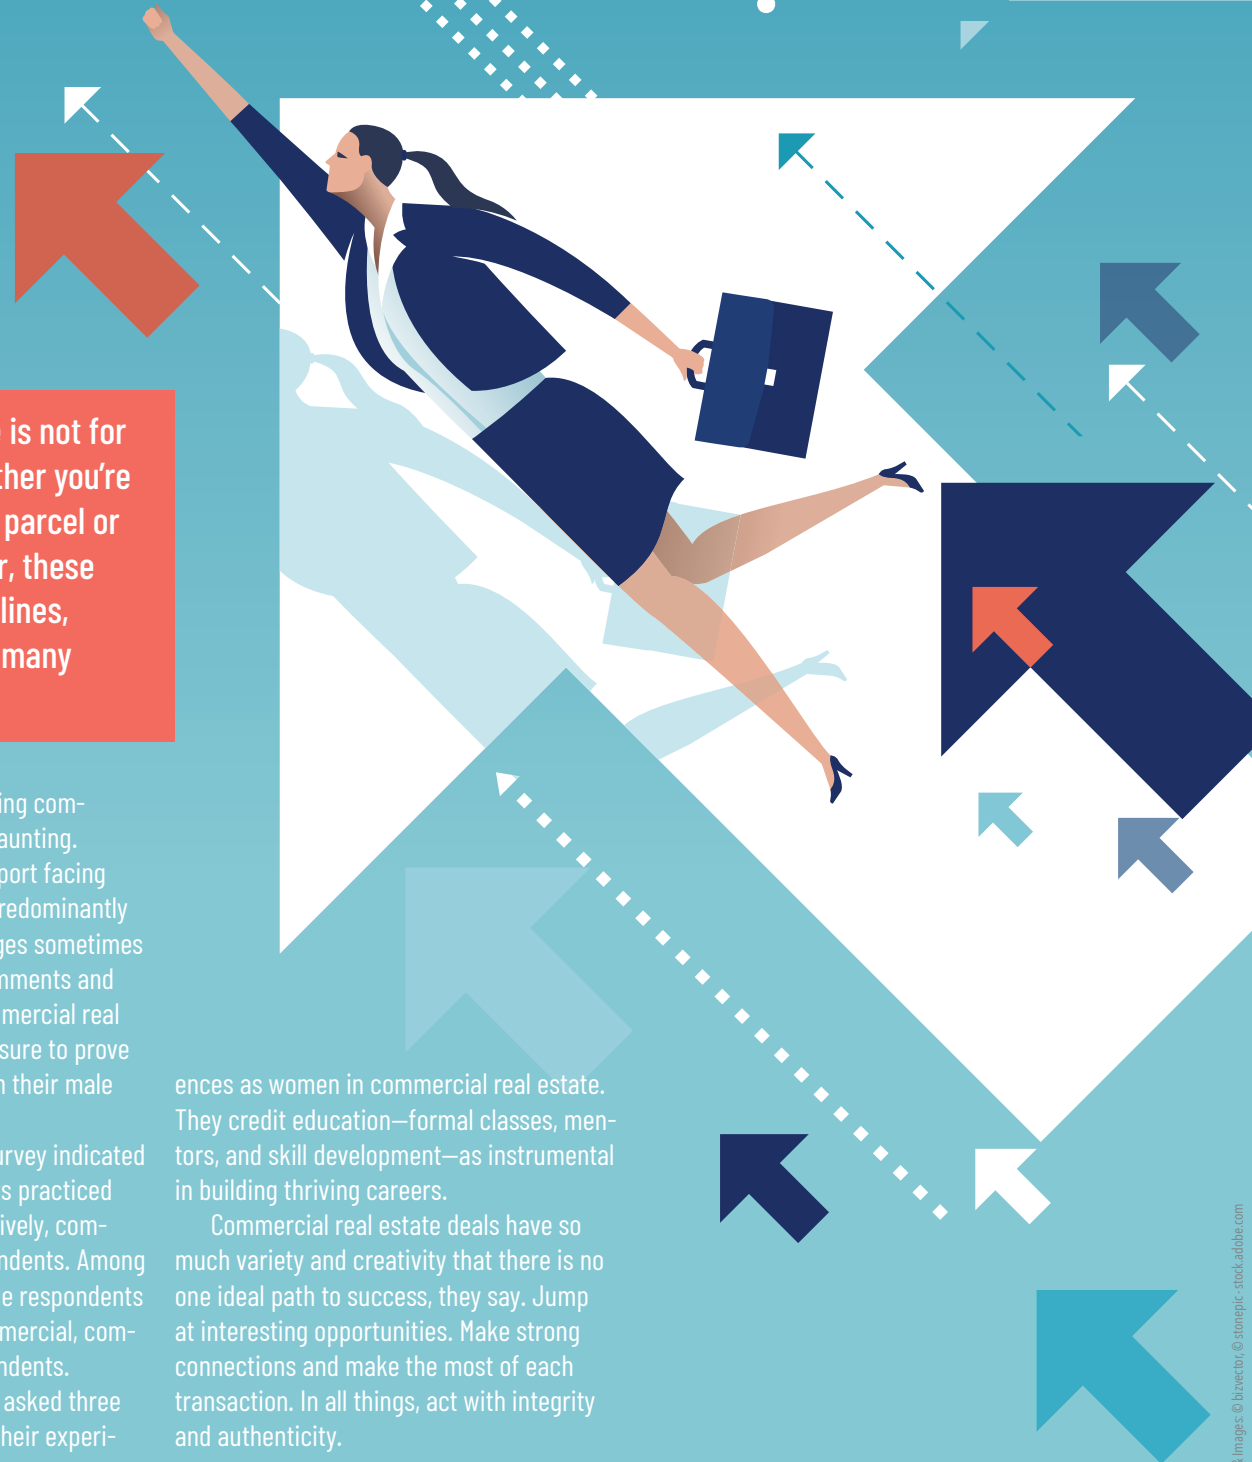 is not for
ther you're
parcel or
r, these
lines,
many
ing com-
aunting.
port facing
redominantly
ges sometimes
mments and
mercial real
sure to prove
n their male
urvey indicated
s practiced
ively, com-
ndents. Among
e respondents
mercial, com-
ndents.
asked three
heir experi-
ences as women in commercial real estate.
They credit education—formal classes, men-
tors, and skill development—as instrumental
in building thriving careers.
Commercial real estate deals have so
much variety and creativity that there is no
one ideal path to success, they say. Jump
at interesting opportunities. Make strong
connections and make the most of each
transaction. In all things, act with integrity
and authenticity.
& Images: © bizvector, © stonepic - stock.adobe.com